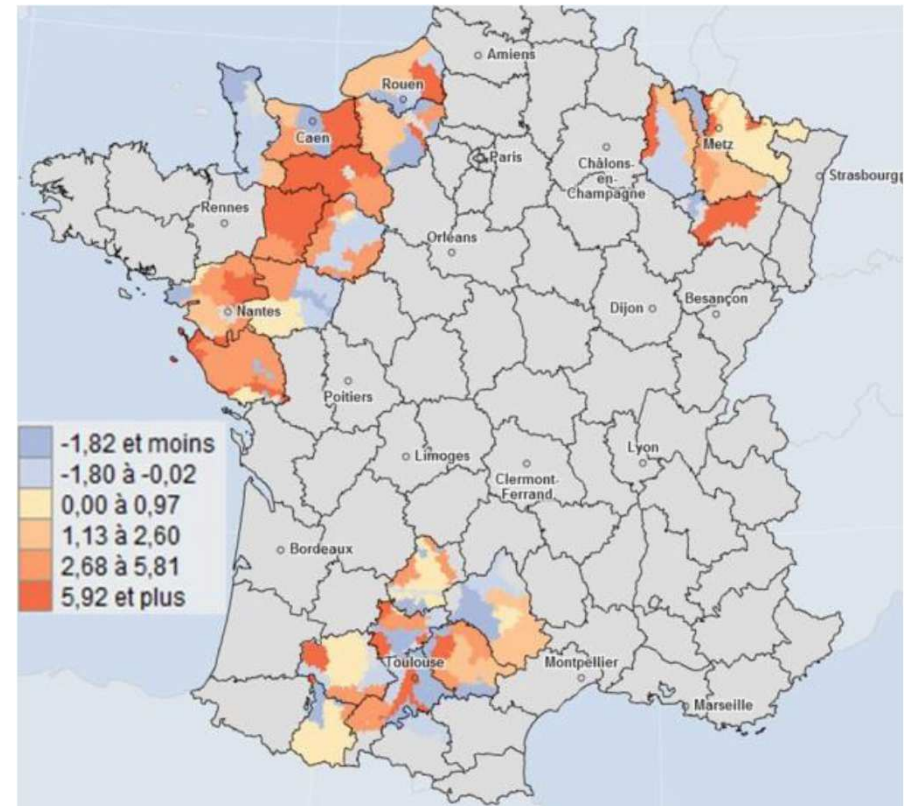 Amiens
Rouen
Caen
Paris
Metz
Châlons-
en-
Champagne
Strasbourg
Rennes
Orléans
Nantes
Dijon
Besançon
Poitiers
-1,82 et moins
-1,80 à -0,02
0,00 à 0,97
1,13 à 2,60
2,68 à 5,81
5,92 et plus
Limoges
Clermont-
Ferrand
Lyon
Bordeaux
Toulouse
Montpellier
Marseille